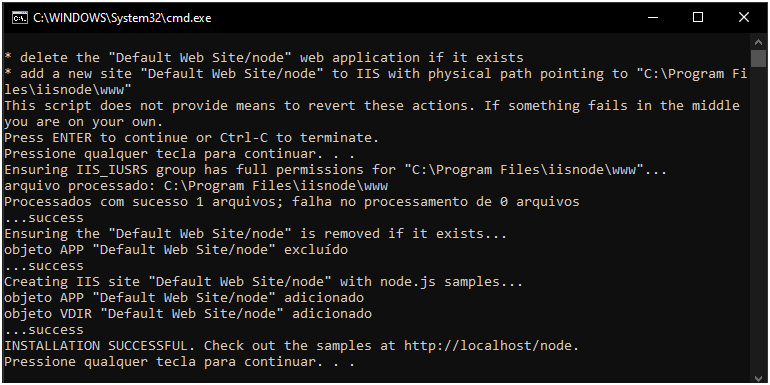 C:\WINDOWS\System32\cmd.exe
* delete the "Default Web Site/node" web application if it exists
* add a new site "Default Web Site/node" to IIS with physical path pointing to "C:\Program Fi
les\iisnode\www"
This script does not provide means to revert these actions. If something fails in the middle
you are on your own.
Press ENTER to continue or Ctrl-C to terminate.
Pressione qualquer tecla para continuar. . .
Ensuring IIS_IUSRS group has full permissions for "C:\Program Files\iisnode\www"...
arquivo processado: C:\Program Files\iisnode\www
Processados com sucesso 1 arquivos; falha no processamento de 0 arquivos
...success
Ensuring the "Default Web Site/node" is removed if it exists...
objeto APP "Default Web Site/node" excluído
...success
Creating IIS site "Default Web Site/node" with node.js samples...
objeto APP "Default Web Site/node" adicionado
objeto VDIR "Default Web Site/node" adicionado
...success
INSTALLATION SUCCESSFUL. Check out the samples at http://localhost/node.
Pressione qualquer tecla para continuar. . .